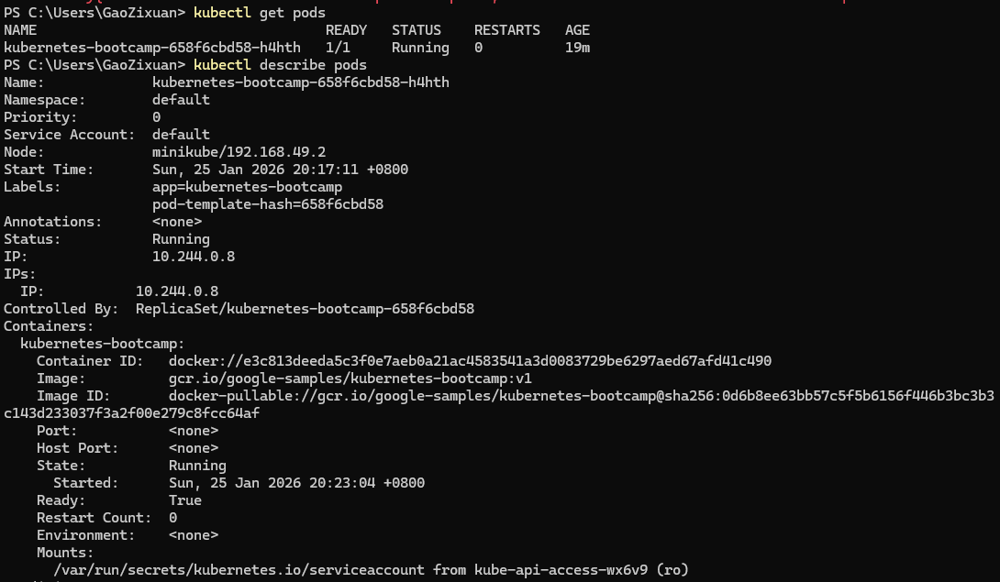 PS C:\Users\GaoZixuan> kubectl get pods
NAME                                   READY   STATUS    RESTARTS   AGE
kubernetes-bootcamp-658f6cbd58-h4hth   1/1     Running   0          19m
PS C:\Users\GaoZixuan> kubectl describe pods
Name:             kubernetes-bootcamp-658f6cbd58-h4hth
Namespace:        default
Priority:         0
Service Account:  default
Node:             minikube/192.168.49.2
Start Time:       Sun, 25 Jan 2026 20:17:11 +0800
Labels:           app=kubernetes-bootcamp
                  pod-template-hash=658f6cbd58
Annotations:      <none>
Status:           Running
IP:               10.244.0.8
IPs:
  IP:           10.244.0.8
Controlled By:  ReplicaSet/kubernetes-bootcamp-658f6cbd58
Containers:
  kubernetes-bootcamp:
    Container ID:   docker://e3c813deeda5c3f0e7aeb0a21ac4583541a3d0083729be6297aed67afd41c490
    Image:          gcr.io/google-samples/kubernetes-bootcamp:v1
    Image ID:       docker-pullable://gcr.io/google-samples/kubernetes-bootcamp@sha256:0d6b8ee63bb57c5f5b6156f446b3bc3b3
c143d233037f3a2f00e279c8fcc64af
    Port:           <none>
    Host Port:      <none>
    State:          Running
      Started:      Sun, 25 Jan 2026 20:23:04 +0800
    Ready:          True
    Restart Count:  0
    Environment:    <none>
    Mounts:
      /var/run/secrets/kubernetes.io/serviceaccount from kube-api-access-wx6v9 (ro)